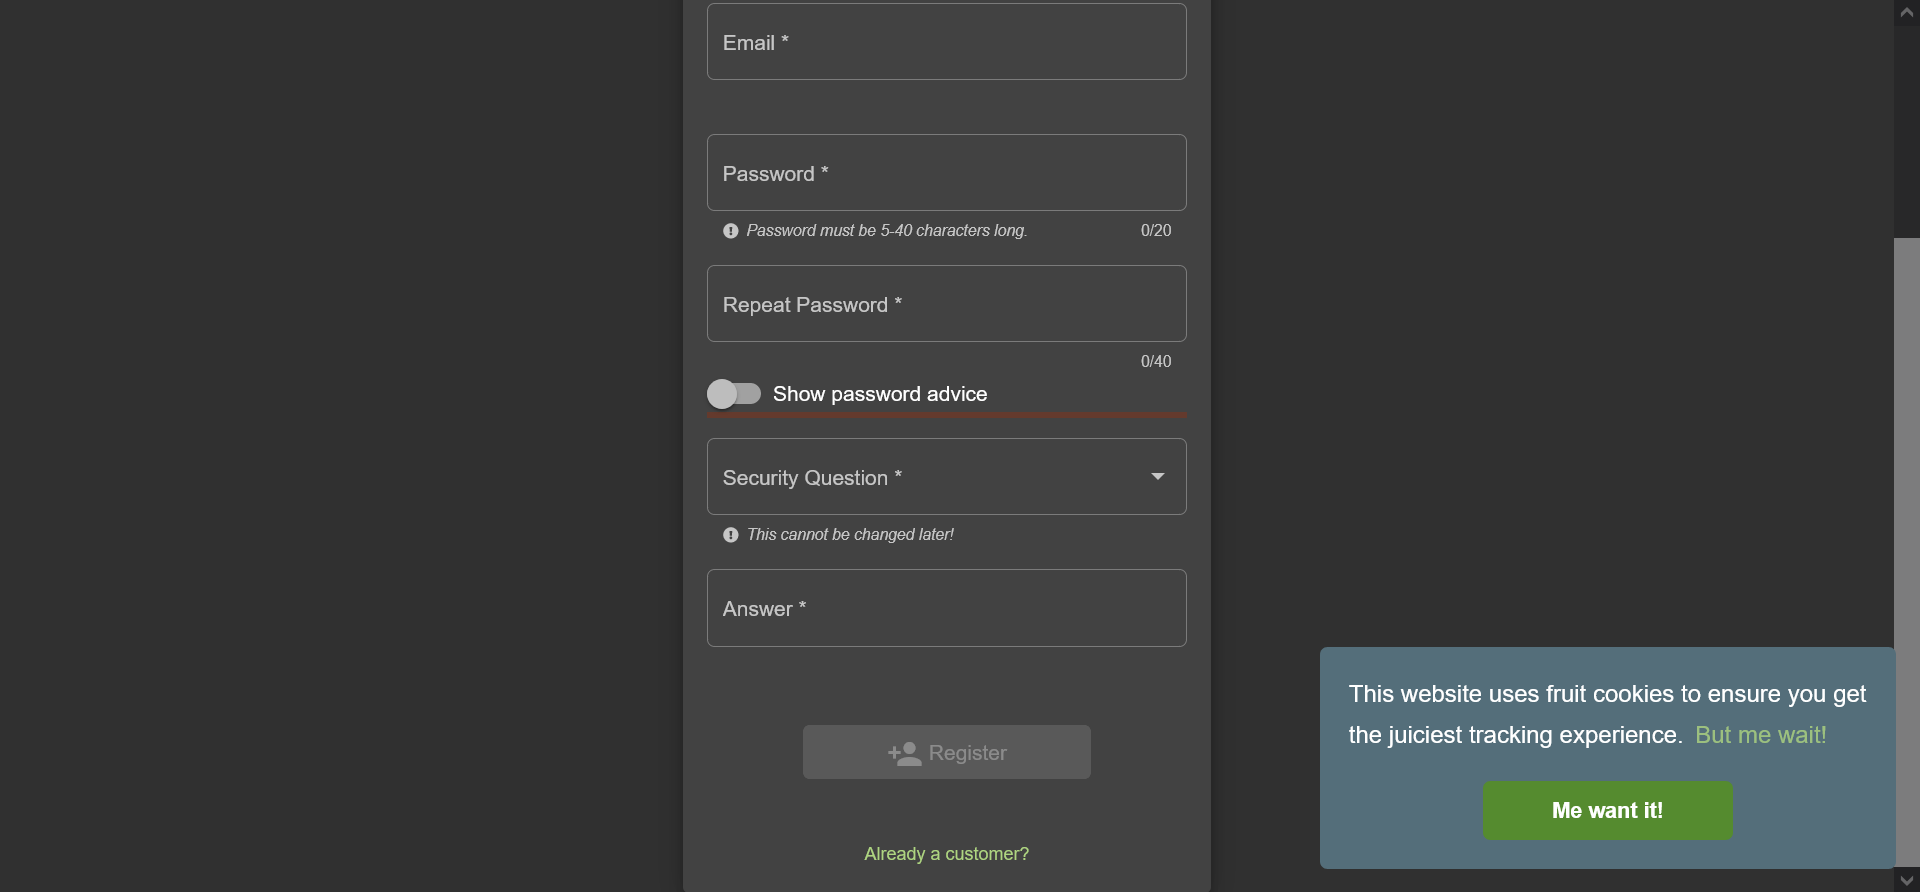 Email *
Password *
Password must be 5-40 characters long.
0/20
Repeat Password *
0/40
Show password advice
Security Question *
This cannot be changed later!
Answer *
Register
Already a customer?
This website uses fruit cookies to ensure you get
the juiciest tracking experience. But me wait!
Me want it!